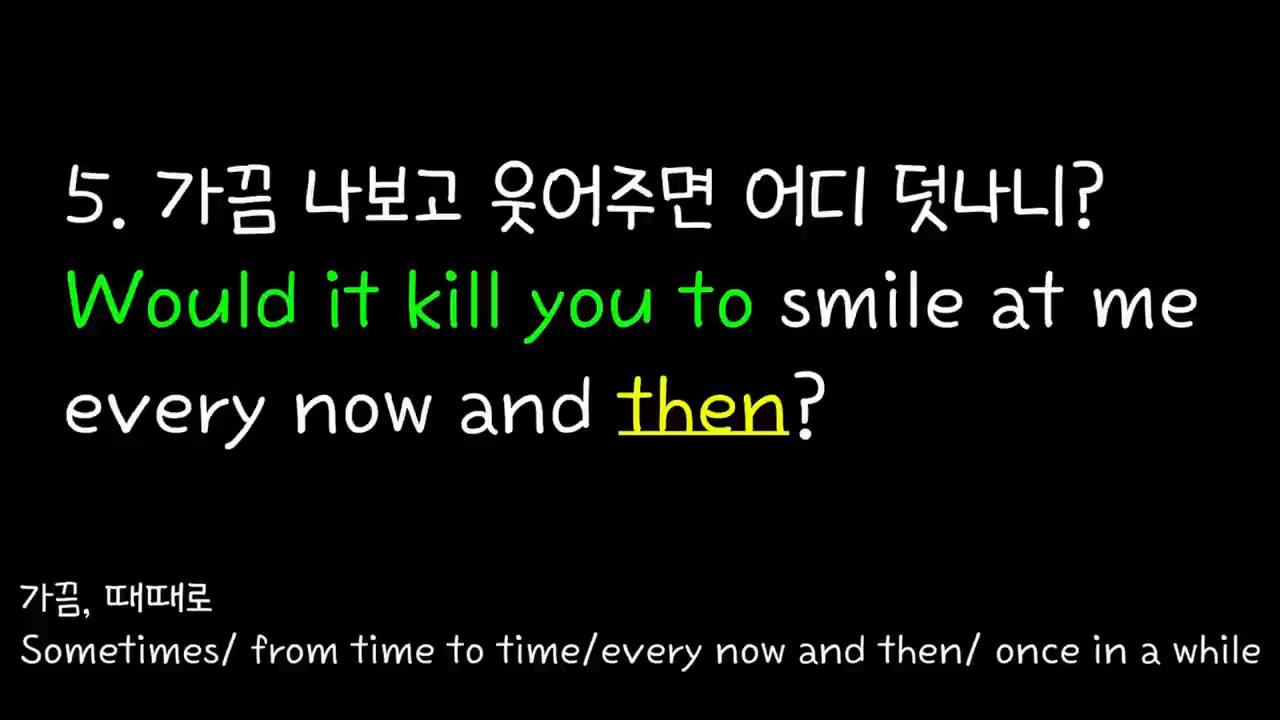 5. 가끔 나보고 웃어주면 어디 덧나니?
Would it kill you to smile at me
every now and then?
가끔, 때때로
Sometimes/ from time to time/every now and then/ once in a while